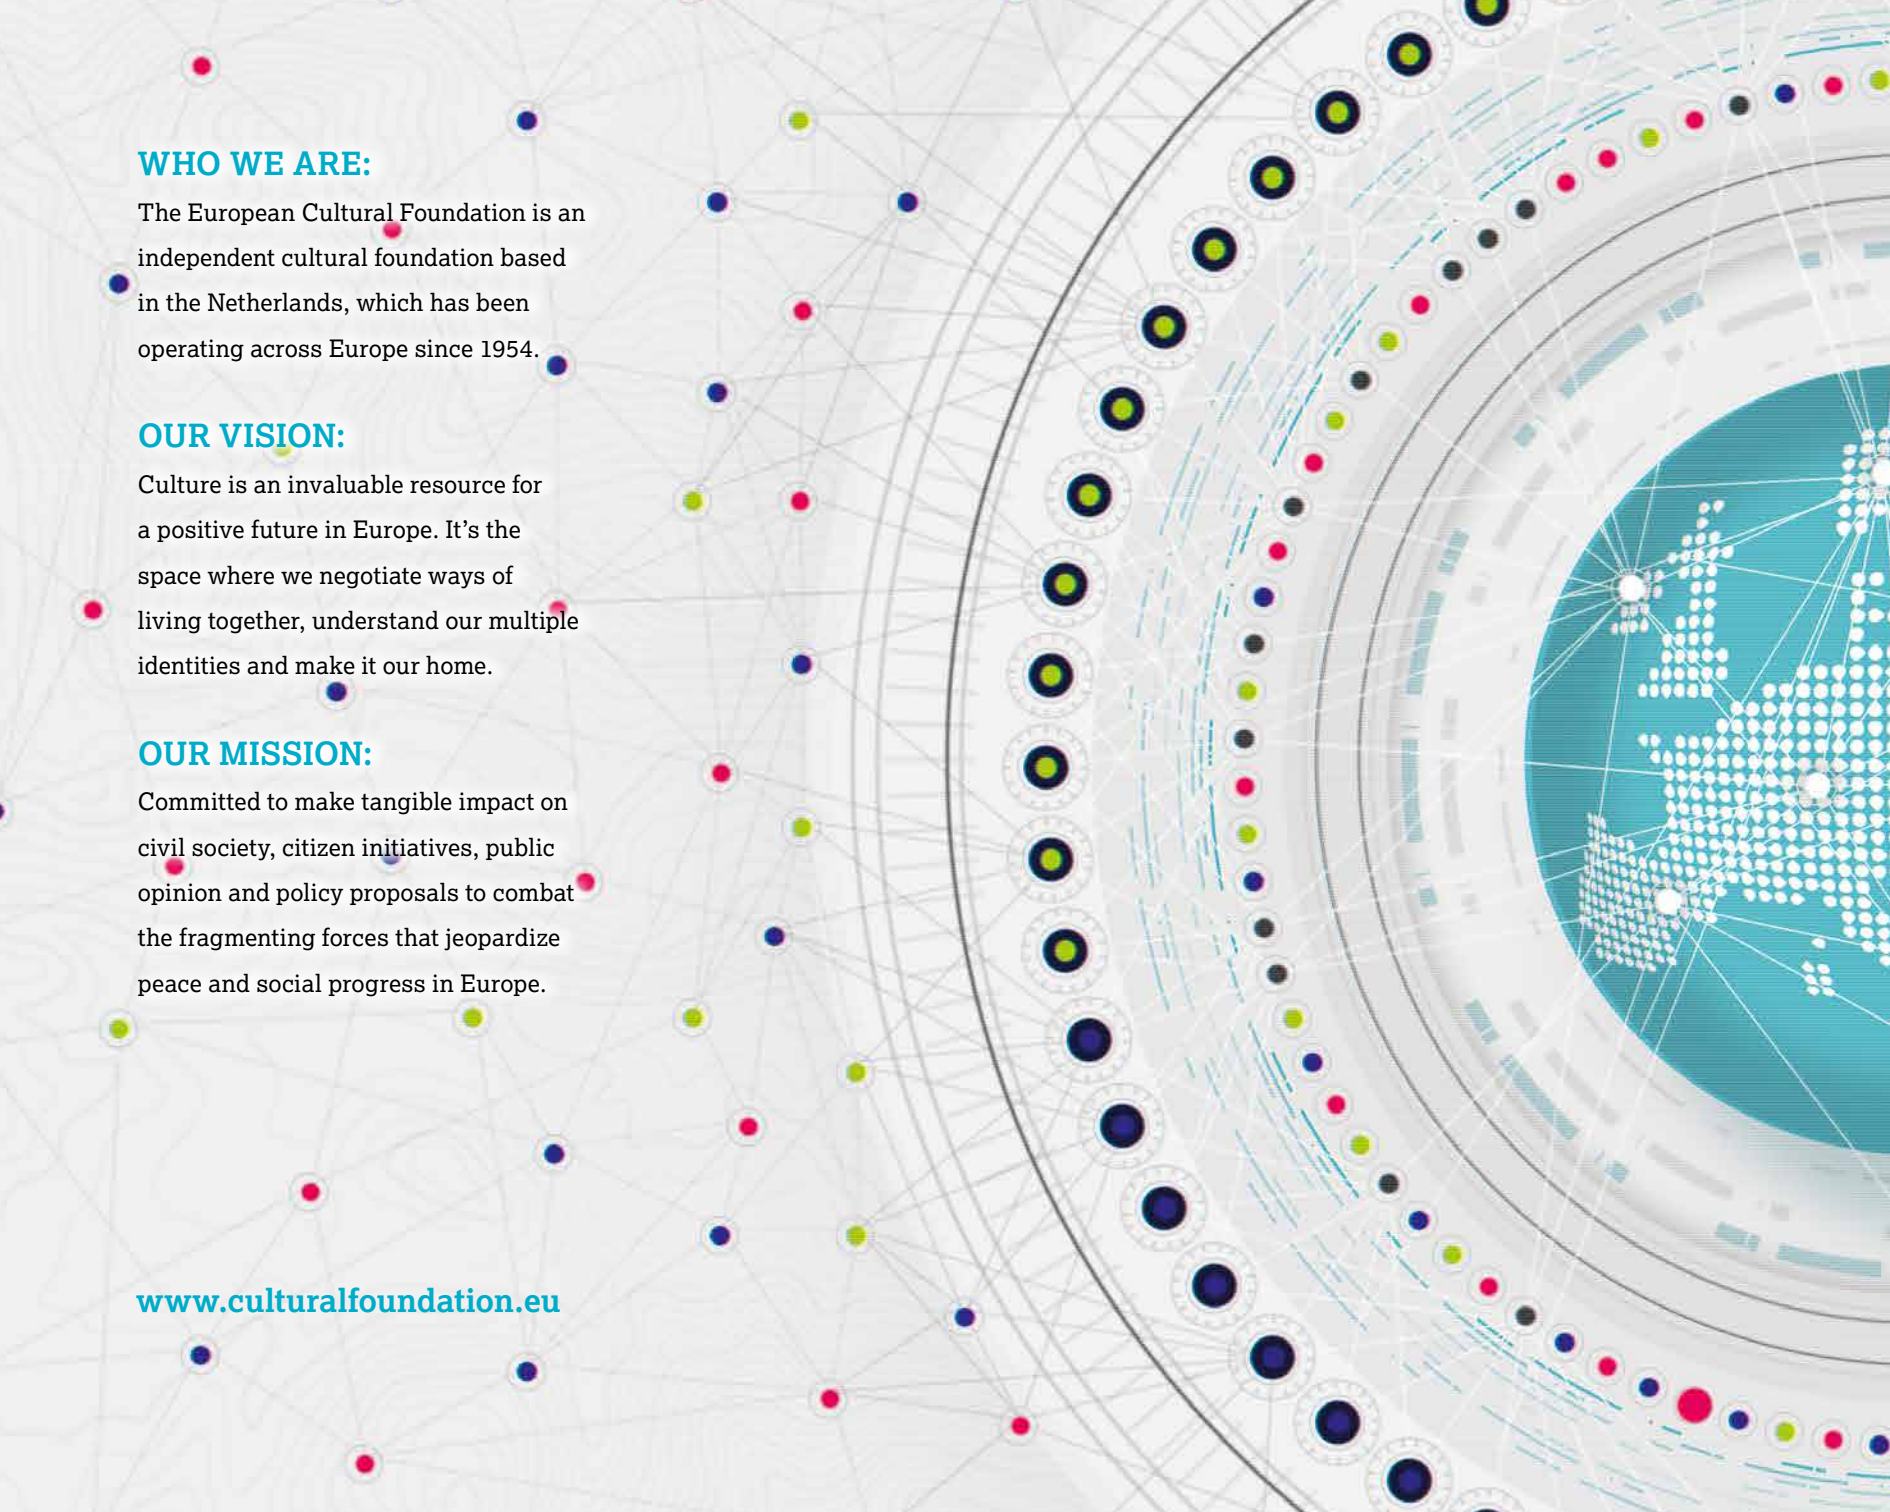 WHO WE ARE:
The European Cultural Foundation is an
independent cultural foundation based
in the Netherlands, which has been
operating across Europe since 1954.
OUR VISION:
Culture is an invaluable resource for
a positive future in Europe. It’s the
space where we negotiate ways of
living together, understand our multiple
identities and make it our home.
OUR MISSION:
Committed to make tangible impact on
civil society, citizen initiatives, public
opinion and policy proposals to combat
the fragmenting forces that jeopardize
peace and social progress in Europe.
www.culturalfoundation.eu